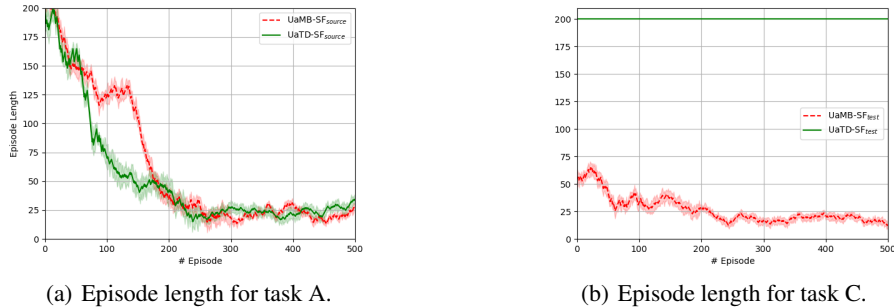 200
175
150
125
100
75
50
25
0
Episode Length
0 100 200 300 400 500
# Episode
UaMB-SFsource
UaTD-SFsource
(a) Episode length for task A.
200
175
150
125
100
75
50
25
0
0 100 200 300 400 500
# Episode
UaMB-SFtest
UaTD-SFtest
(b) Episode length for task C.